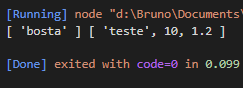 [Running] node "d:\Bruno\Documents\
[ 'bosta' ] [ 'teste', 10, 1.2 ]
[Done] exited with code=0 in 0.099